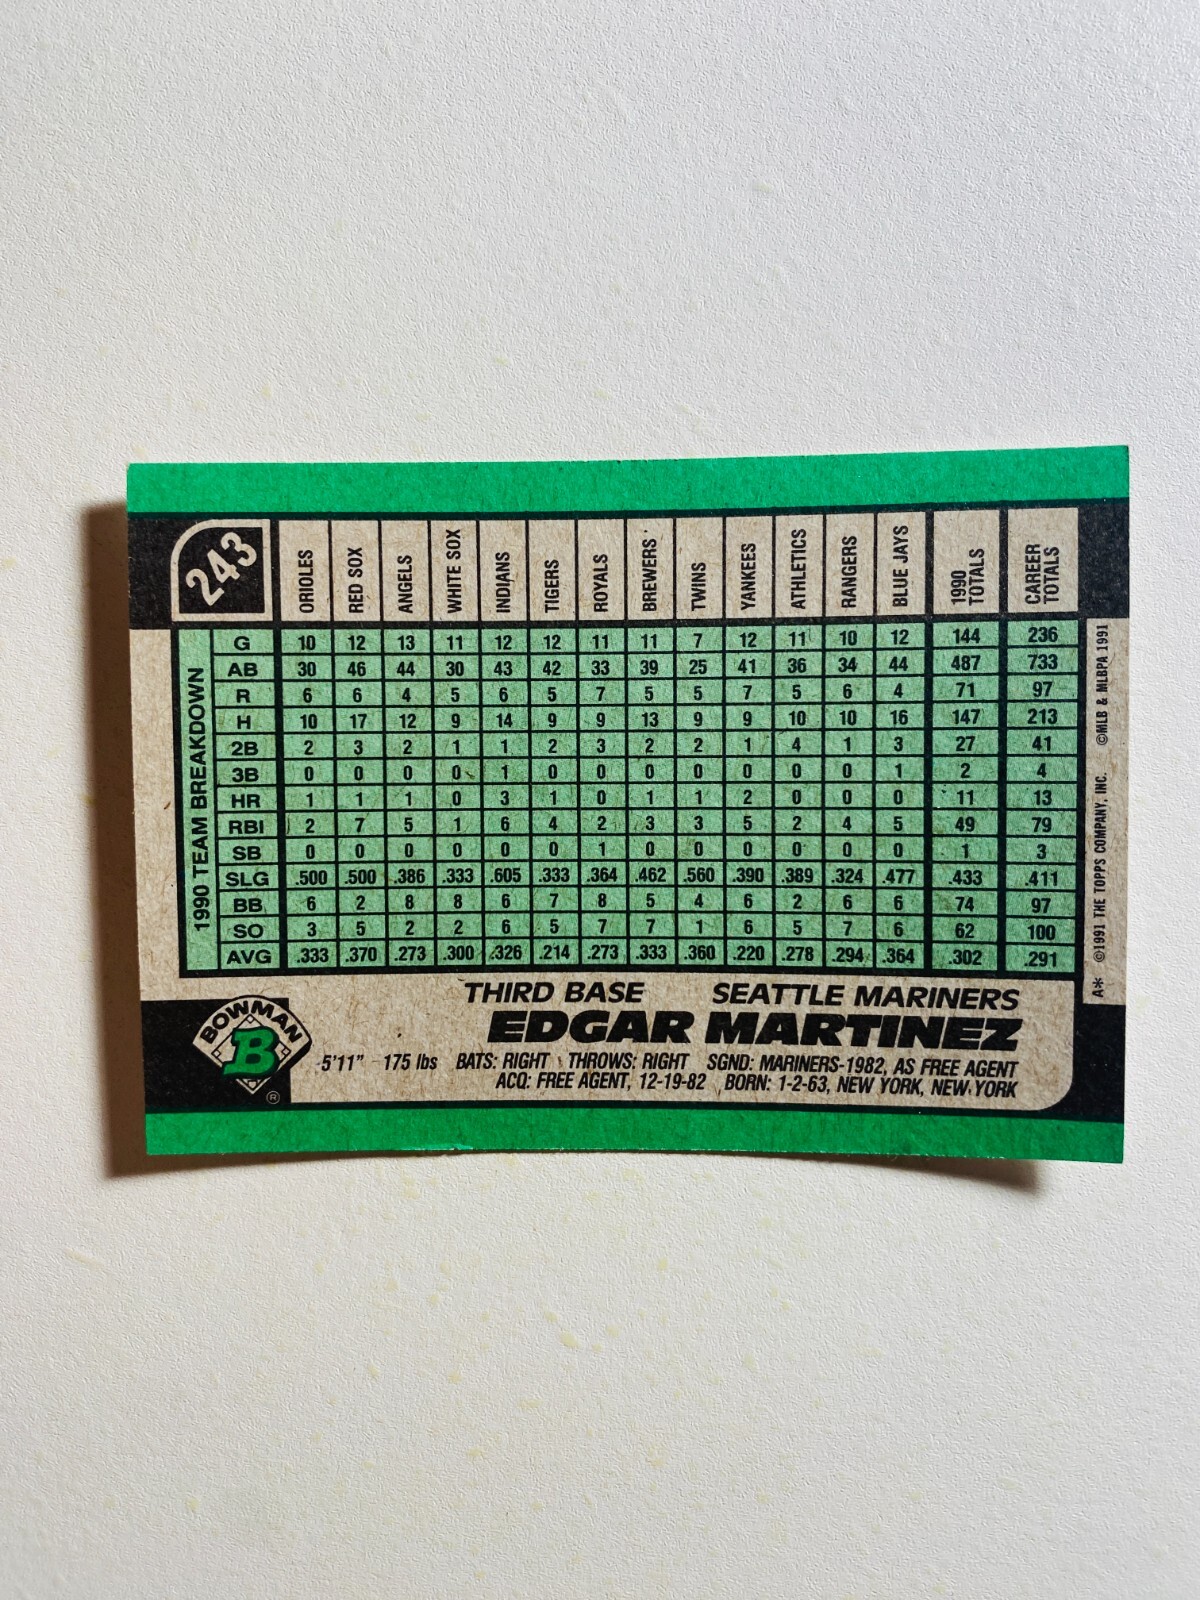 243
ORIOLES RED SOX ANGELS WHITE SOX INDIANS TIGERS ROYALS BREWERS TWINS YANKEES ATHLETICS RANGERS BLUE JAYS 1990 TOTALS CAREER TOTALS
1990 TEAM BREAKDOWN
G 10 12 13 11 12 12 11 11 7 12 11 10 12 144 236
AB 30 46 44 30 43 42 33 39 25 41 36 34 44 487 733
R 6 6 4 5 6 5 7 5 5 7 5 6 4 71 97
H 10 17 12 9 14 9 9 13 9 9 10 10 16 147 213
2B 2 3 2 1 1 2 3 2 2 1 4 1 3 27 41
3B 0 0 0 0 1 0 0 0 0 0 0 0 1 2 4
HR 1 1 1 0 3 1 0 1 1 2 0 0 0 11 13
RBI 2 7 5 1 6 4 2 3 3 5 2 4 5 49 79
SB 0 0 0 0 0 0 1 0 0 0 0 0 0 1 3
SLG .500 .500 .386 .333 .605 .333 .364 .462 .560 .390 .389 .324 .477 .433 .411
BB 6 2 8 8 6 7 8 5 4 6 2 6 6 74 97
SO 3 5 2 2 6 5 7 7 1 6 5 7 6 62 100
AVG .333 .370 .273 .300 .326 .214 .273 .333 .360 .220 .278 .294 .364 .302 .291
A* ©1991 THE TOPPS COMPANY, INC. ©MLB & MLBPA 1991
THIRD BASE SEATTLE MARINERS
EDGAR MARTINEZ
BOWMAN
B
®
5'11" 175 lbs BATS: RIGHT THROWS: RIGHT SGND: MARINERS-1982, AS FREE AGENT
ACQ: FREE AGENT, 12-19-82 BORN: 1-2-63, NEW YORK, NEW YORK